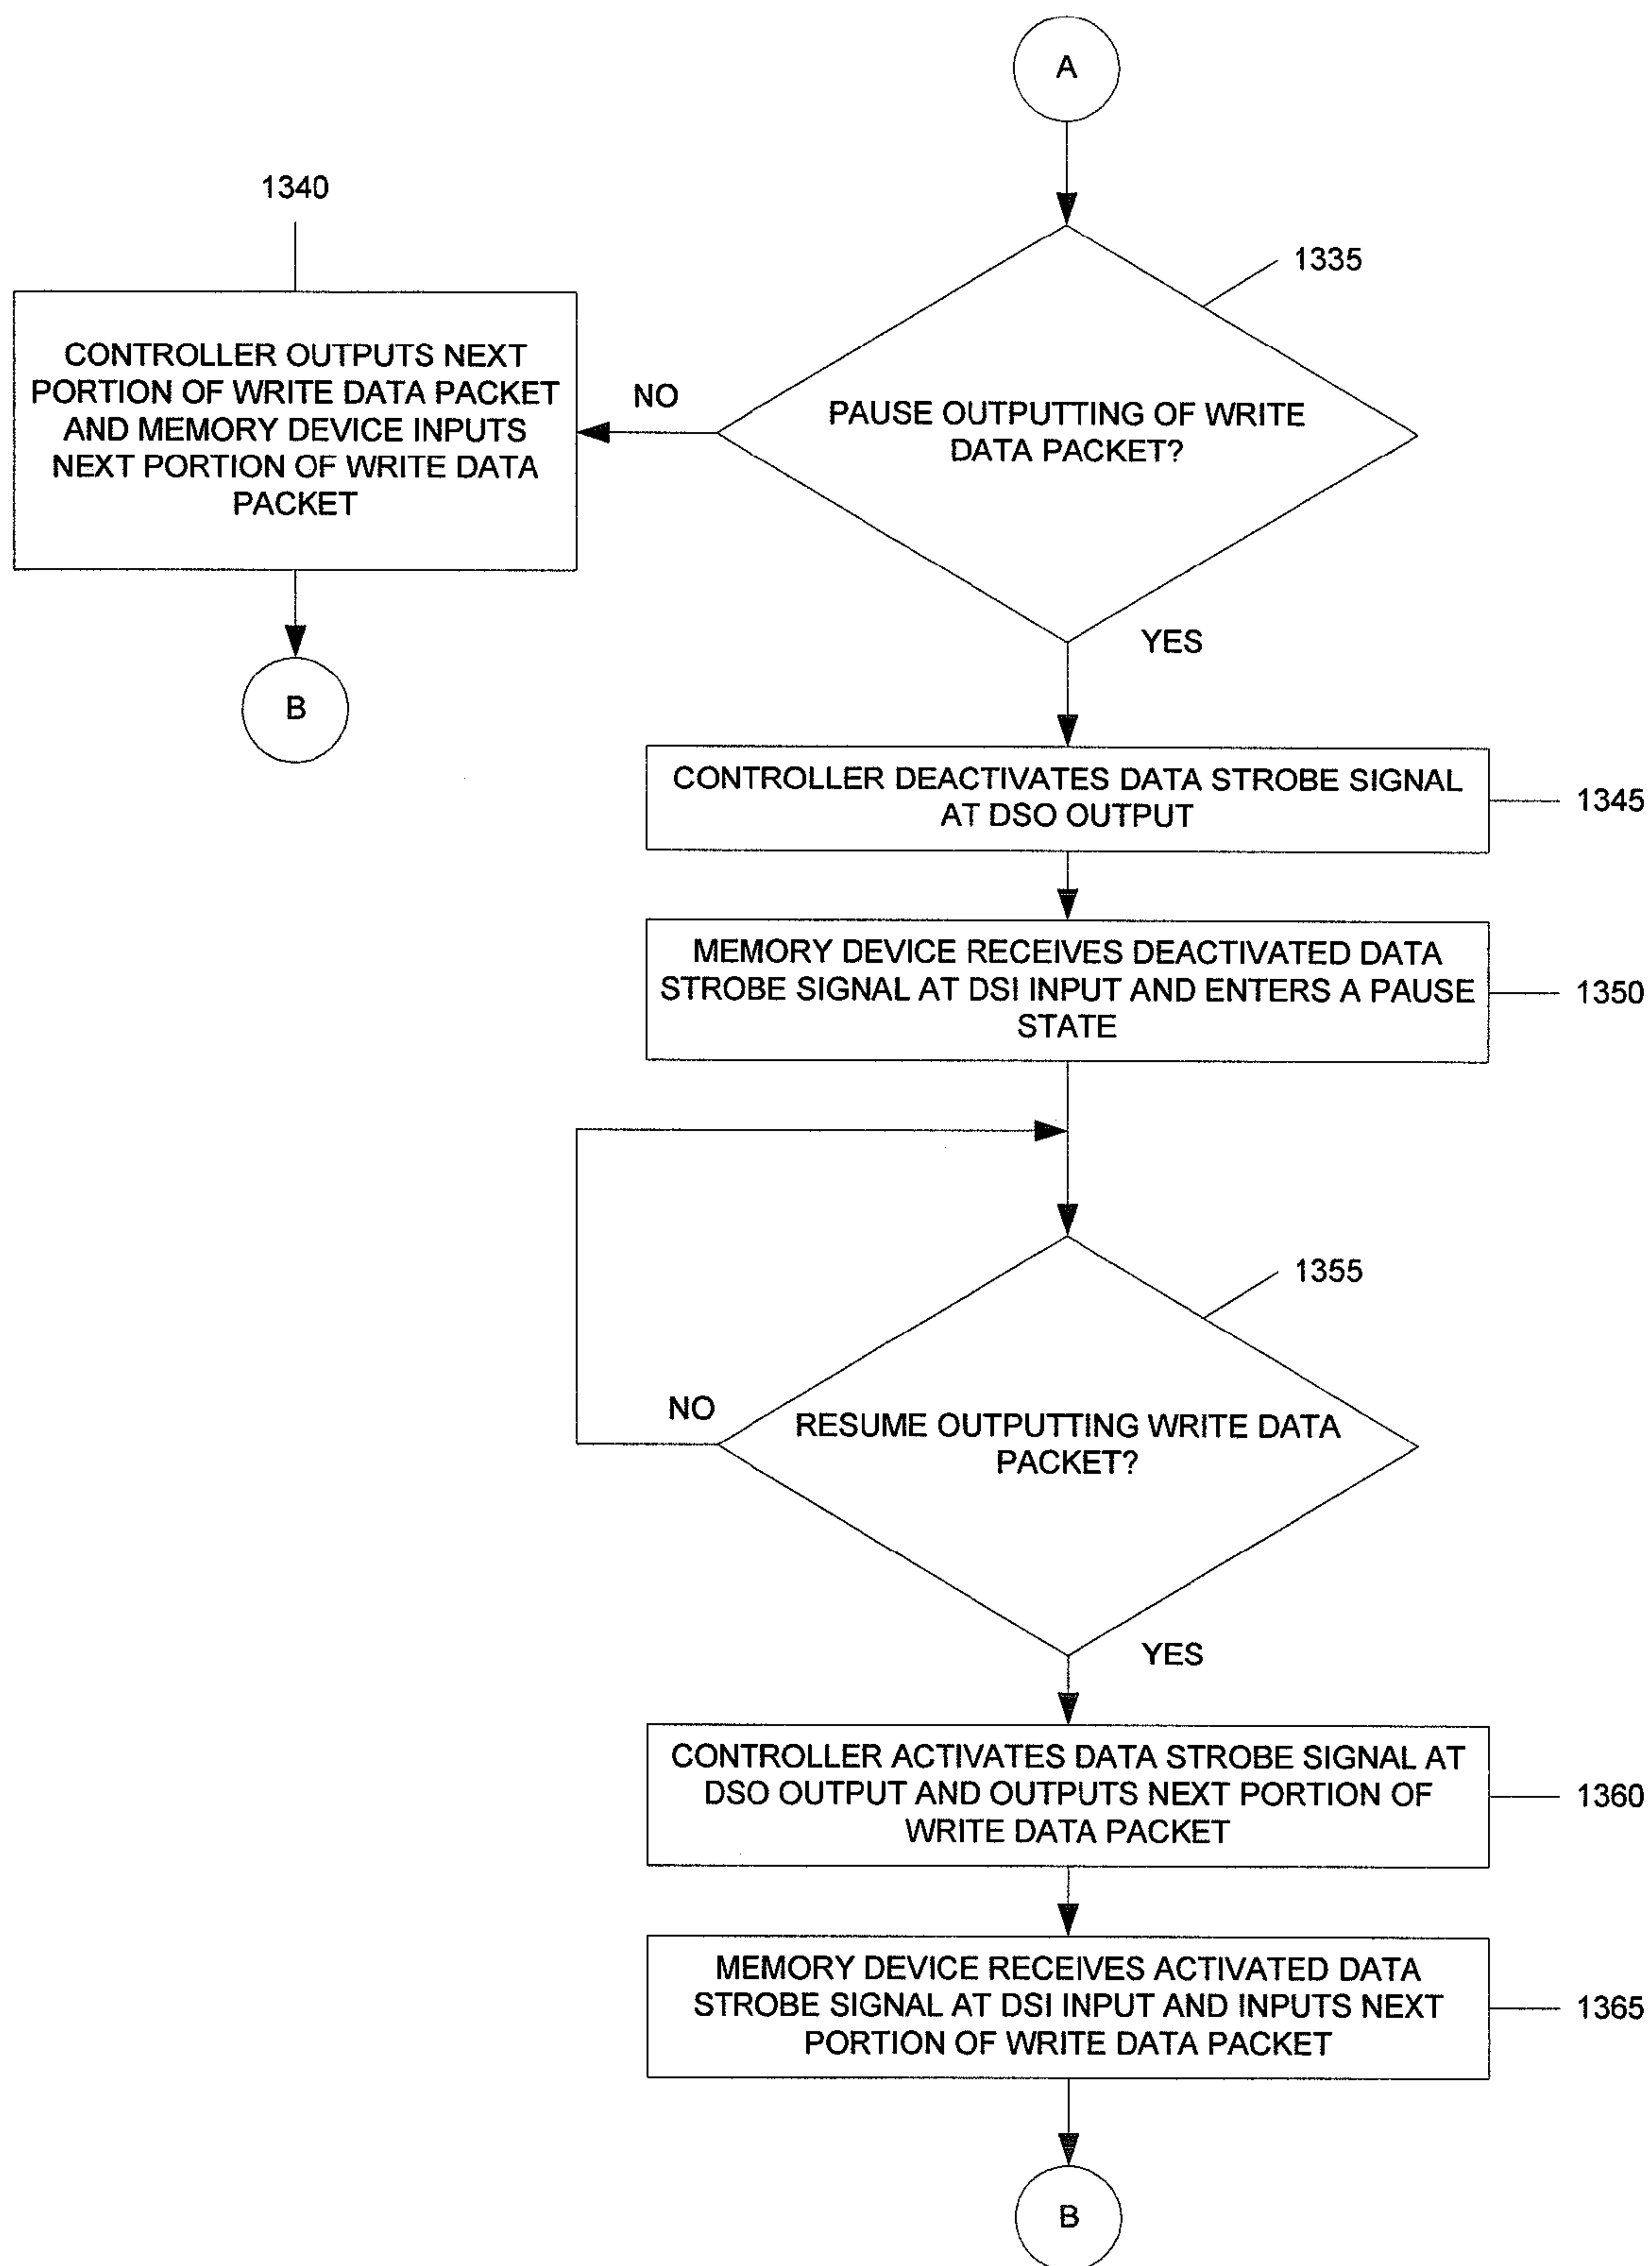 A
1340
1335
CONTROLLER OUTPUTS NEXT
PORTION OF WRITE DATA PACKET
AND MEMORY DEVICE INPUTS
NEXT PORTION OF WRITE DATA
PACKET
NO
PAUSE OUTPUTTING OF WRITE
DATA PACKET?
YES
B
CONTROLLER DEACTIVATES DATA STROBE SIGNAL
AT DSO OUTPUT
1345
MEMORY DEVICE RECEIVES DEACTIVATED DATA
STROBE SIGNAL AT DSI INPUT AND ENTERS A PAUSE
STATE
1350
1355
NO
RESUME OUTPUTTING WRITE DATA
PACKET?
YES
CONTROLLER ACTIVATES DATA STROBE SIGNAL AT
DSO OUTPUT AND OUTPUTS NEXT PORTION OF
WRITE DATA PACKET
1360
MEMORY DEVICE RECEIVES ACTIVATED DATA
STROBE SIGNAL AT DSI INPUT AND INPUTS NEXT
PORTION OF WRITE DATA PACKET
1365
B